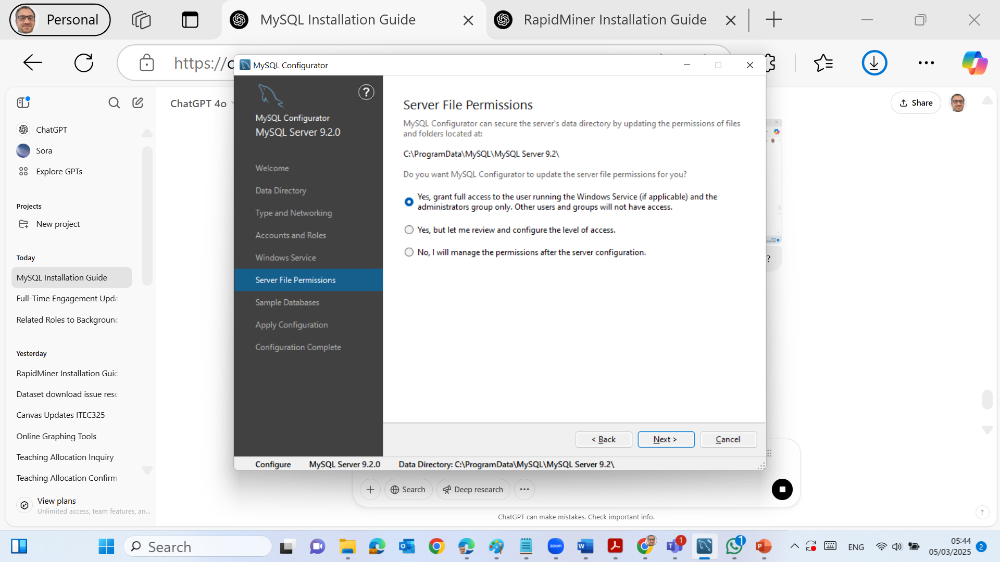 Personal
MySQL Installation Guide
RapidMiner Installation Guide
https://c
MySQL Configurator
ChatGPT 4o
Share
ChatGPT
Sora
Explore GPTs
Projects
New project
Today
MySQL Installation Guide
Full-Time Engagement Upda
Related Roles to Background
Yesterday
RapidMiner Installation Guid
Dataset download issue reso
Canvas Updates ITEC325
Online Graphing Tools
Teaching Allocation Inquiry
Teaching Allocation Confirm
View plans
Unlimited access, team features, an...
?
MySQL Configurator
MySQL Server 9.2.0
Welcome
Data Directory
Type and Networking
Accounts and Roles
Windows Service
Server File Permissions
Sample Databases
Apply Configuration
Configuration Complete
Server File Permissions
MySQL Configurator can secure the server's data directory by updating the permissions of files
and folders located at:
C:\ProgramData\MySQL\MySQL Server 9.2\
Do you want MySQL Configurator to update the server file permissions for you?
Yes, grant full access to the user running the Windows Service (if applicable) and the
administrators group only. Other users and groups will not have access.
Yes, but let me review and configure the level of access.
No, I will manage the permissions after the server configuration.
?
< Back
Next >
Cancel
Configure
MySQL Server 9.2.0
Data Directory: C:\ProgramData\MySQL\MySQL Server 9.2\
Search
Deep research
ChatGPT can make mistakes. Check important info.
?
Search
zoom
1
1
ENG
05:44
05/03/2025
2